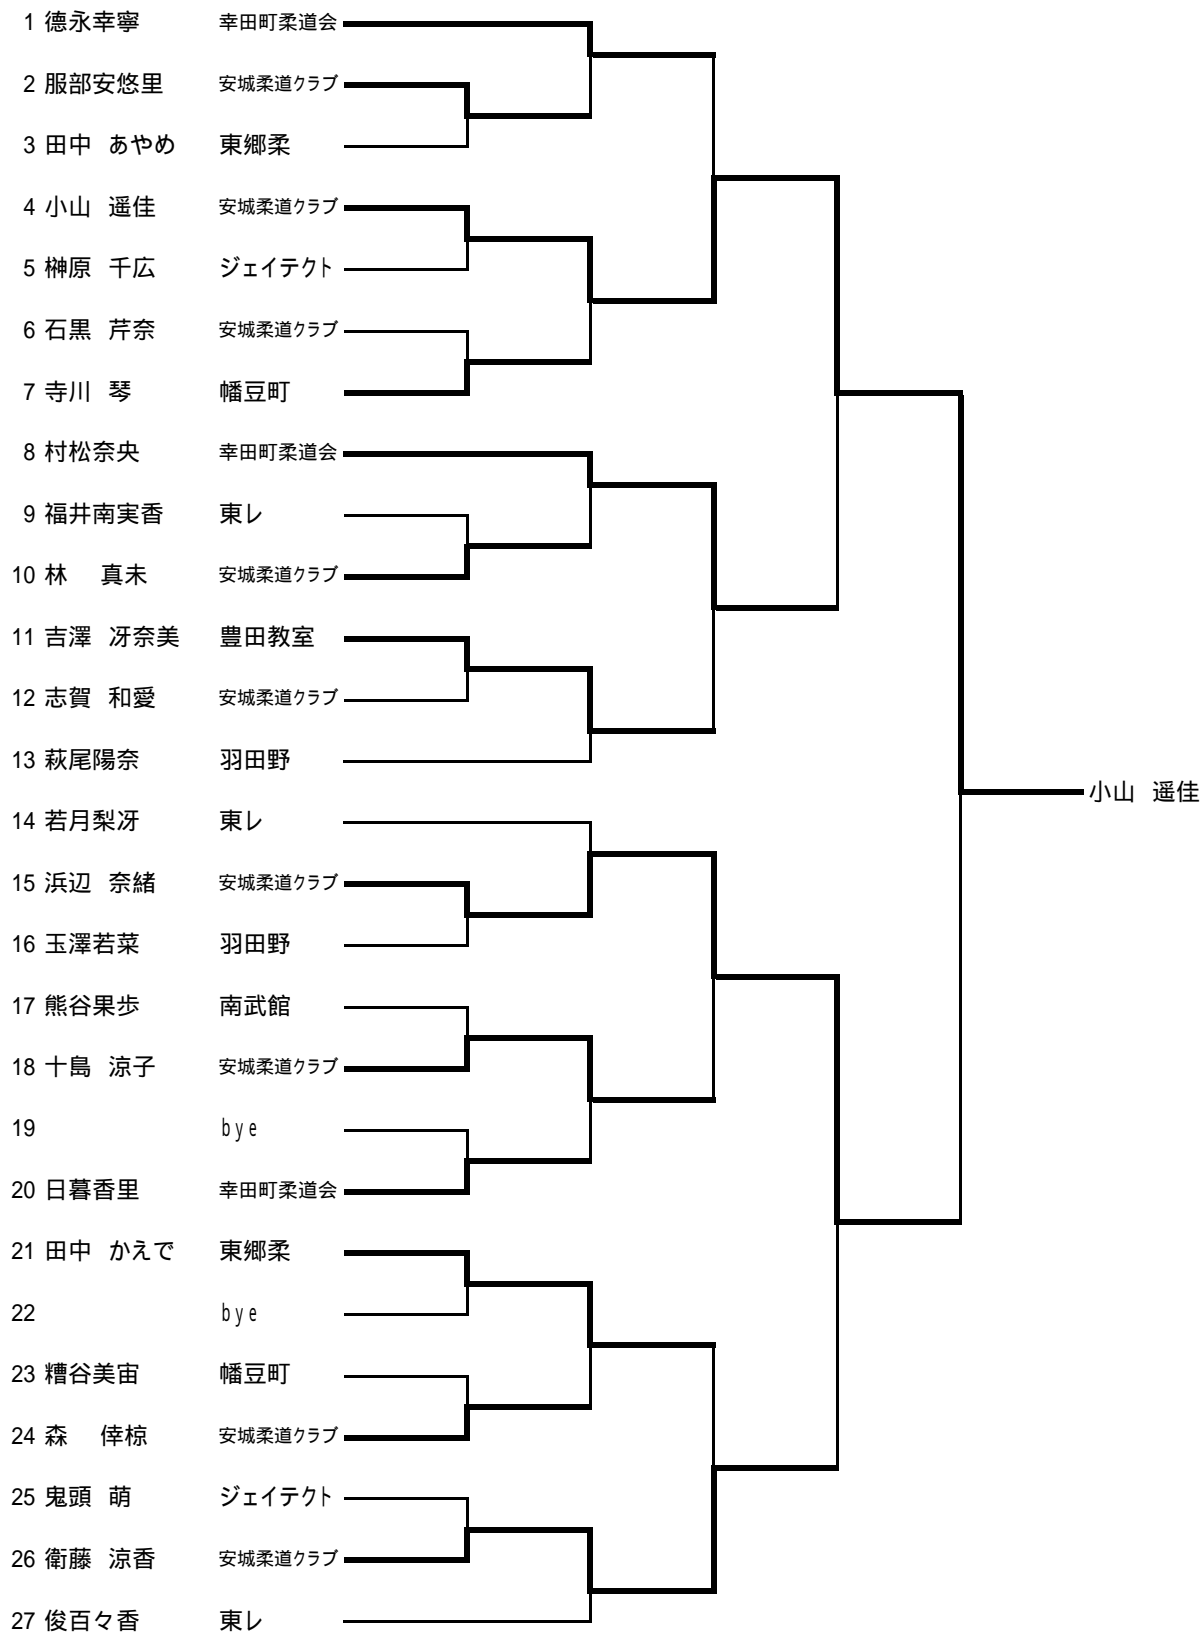 1 德永幸寧 幸田町柔道会
2 服部安悠里 安城柔道クラブ
3 田中 あやめ 東郷柔
4 小山 遥佳 安城柔道クラブ
5 榊原 千広 ジェイテクト
6 石黒 芹奈 安城柔道クラブ
7 寺川 琴 幡豆町
8 村松奈央 幸田町柔道会
9 福井南実香 東レ
10 林 真未 安城柔道クラブ
11 吉澤 冴奈美 豊田教室
12 志賀 和愛 安城柔道クラブ
13 萩尾陽奈 羽田野
小山 遥佳
14 若月梨冴 東レ
15 浜辺 奈緒 安城柔道クラブ
16 玉澤若菜 羽田野
17 熊谷果歩 南武館
18 十島 涼子 安城柔道クラブ
19 bye
20 日暮香里 幸田町柔道会
21 田中 かえで 東郷柔
22 bye
23 糟谷美宙 幡豆町
24 森 倖椋 安城柔道クラブ
25 鬼頭 萌 ジェイテクト
26 衛藤 涼香 安城柔道クラブ
27 俊百々香 東レ